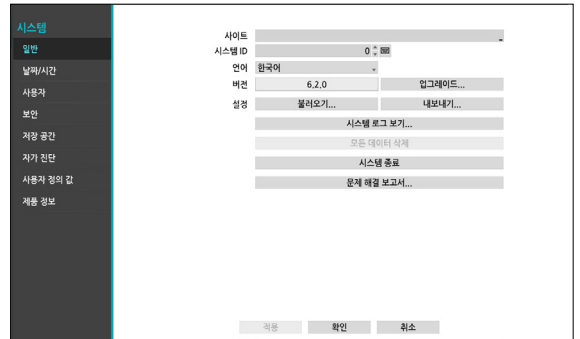 시스템
일반
날짜/시간
사용자
보안
저장 공간
자가 진단
사용자 정의 값
제품 정보
사이트
시스템 ID 0
언어 한국어
버전 6.2.0 업그레이드...
설정 불러오기... 내보내기...
시스템 로그 보기...
모든 데이터 삭제
시스템 종료
문제 해결 보고서...
적용 확인 취소